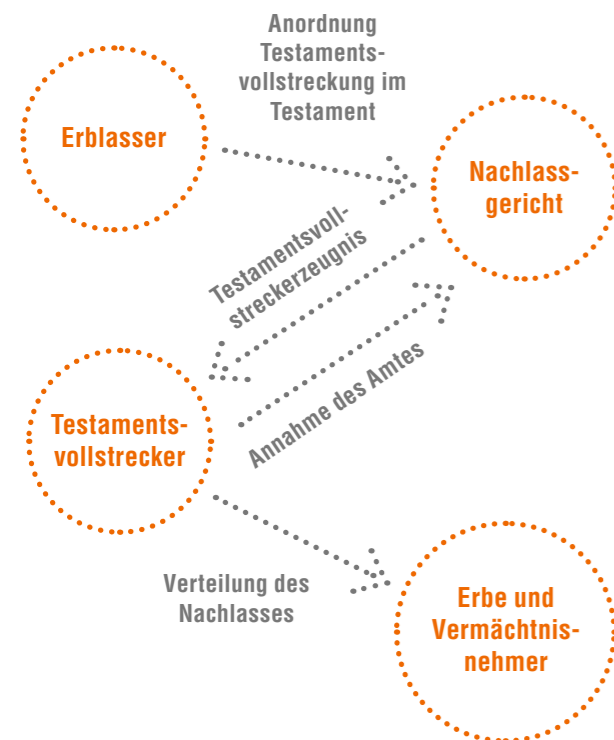 Anordnung
Testaments-
vollstreckung im
Testament
Erblasser
Nachlass-
gericht
Testamentsvoll-
streckerzeugnis
Annahme des Amtes
Testaments-
vollstrecker
Verteilung des
Nachlasses
Erbe und
Vermächtnis-
nehmer